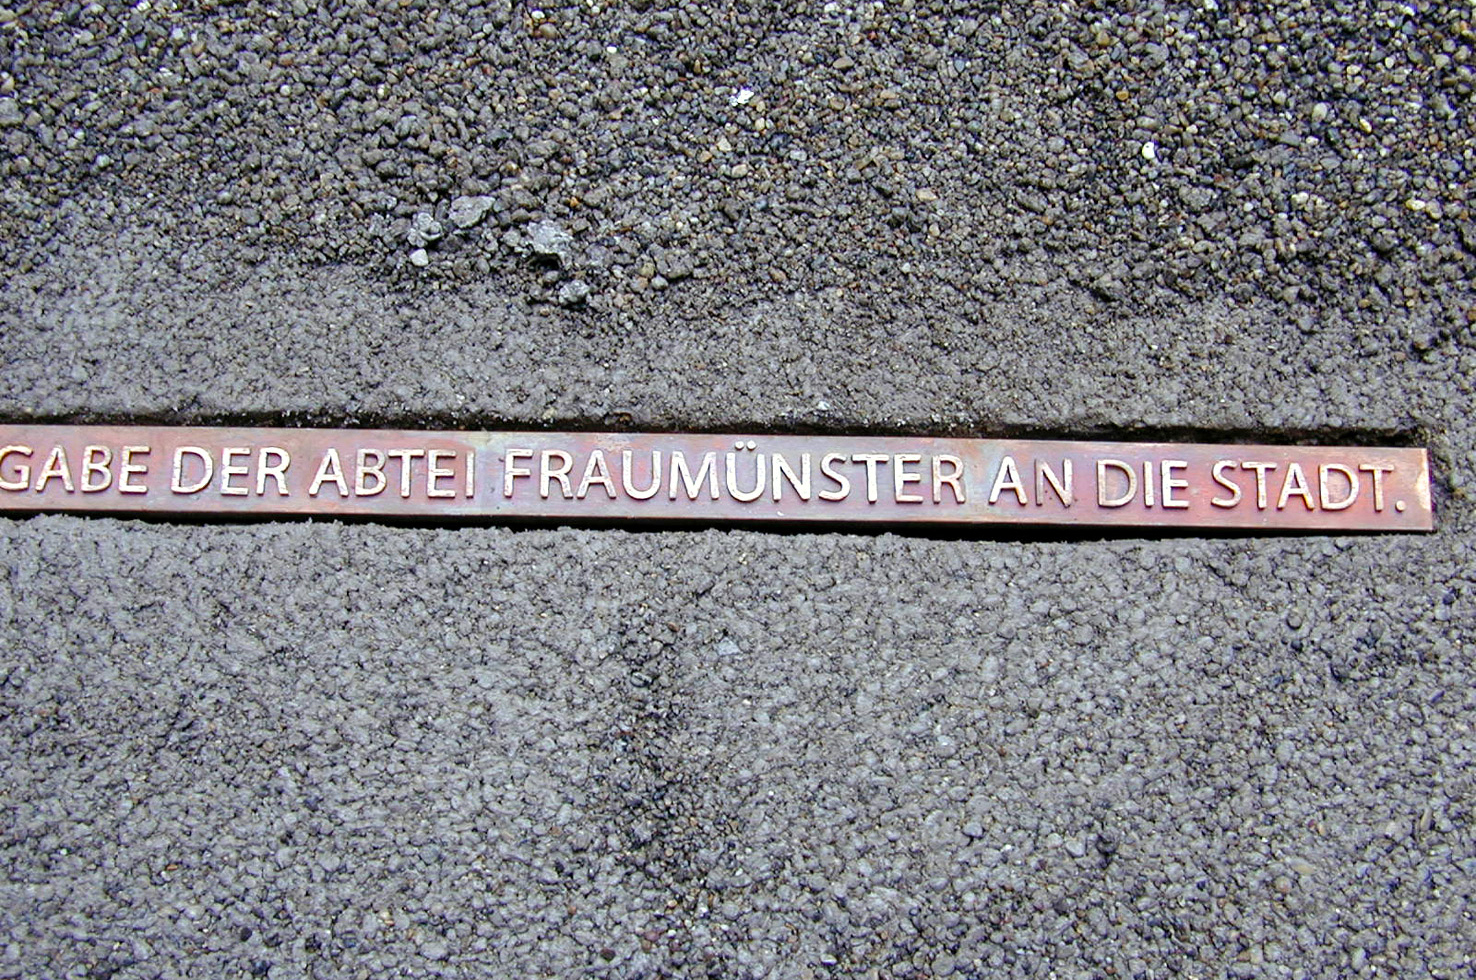 GABE DER ABTEI FRAUMÜNSTER AN DIE STADT.